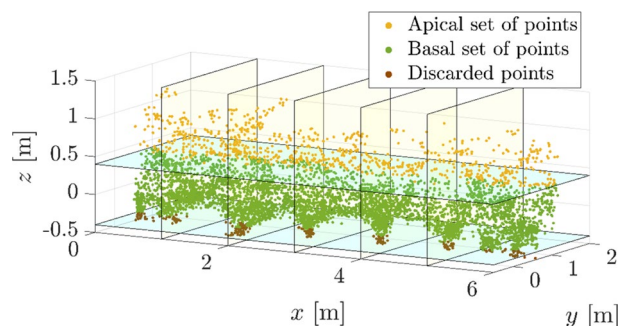 Apical set of points
Basal set of points
Discarded points
1.5
1
0.5
0
-0.5
z [m]
0
2
4
6
x [m]
0
1
2
y [m]